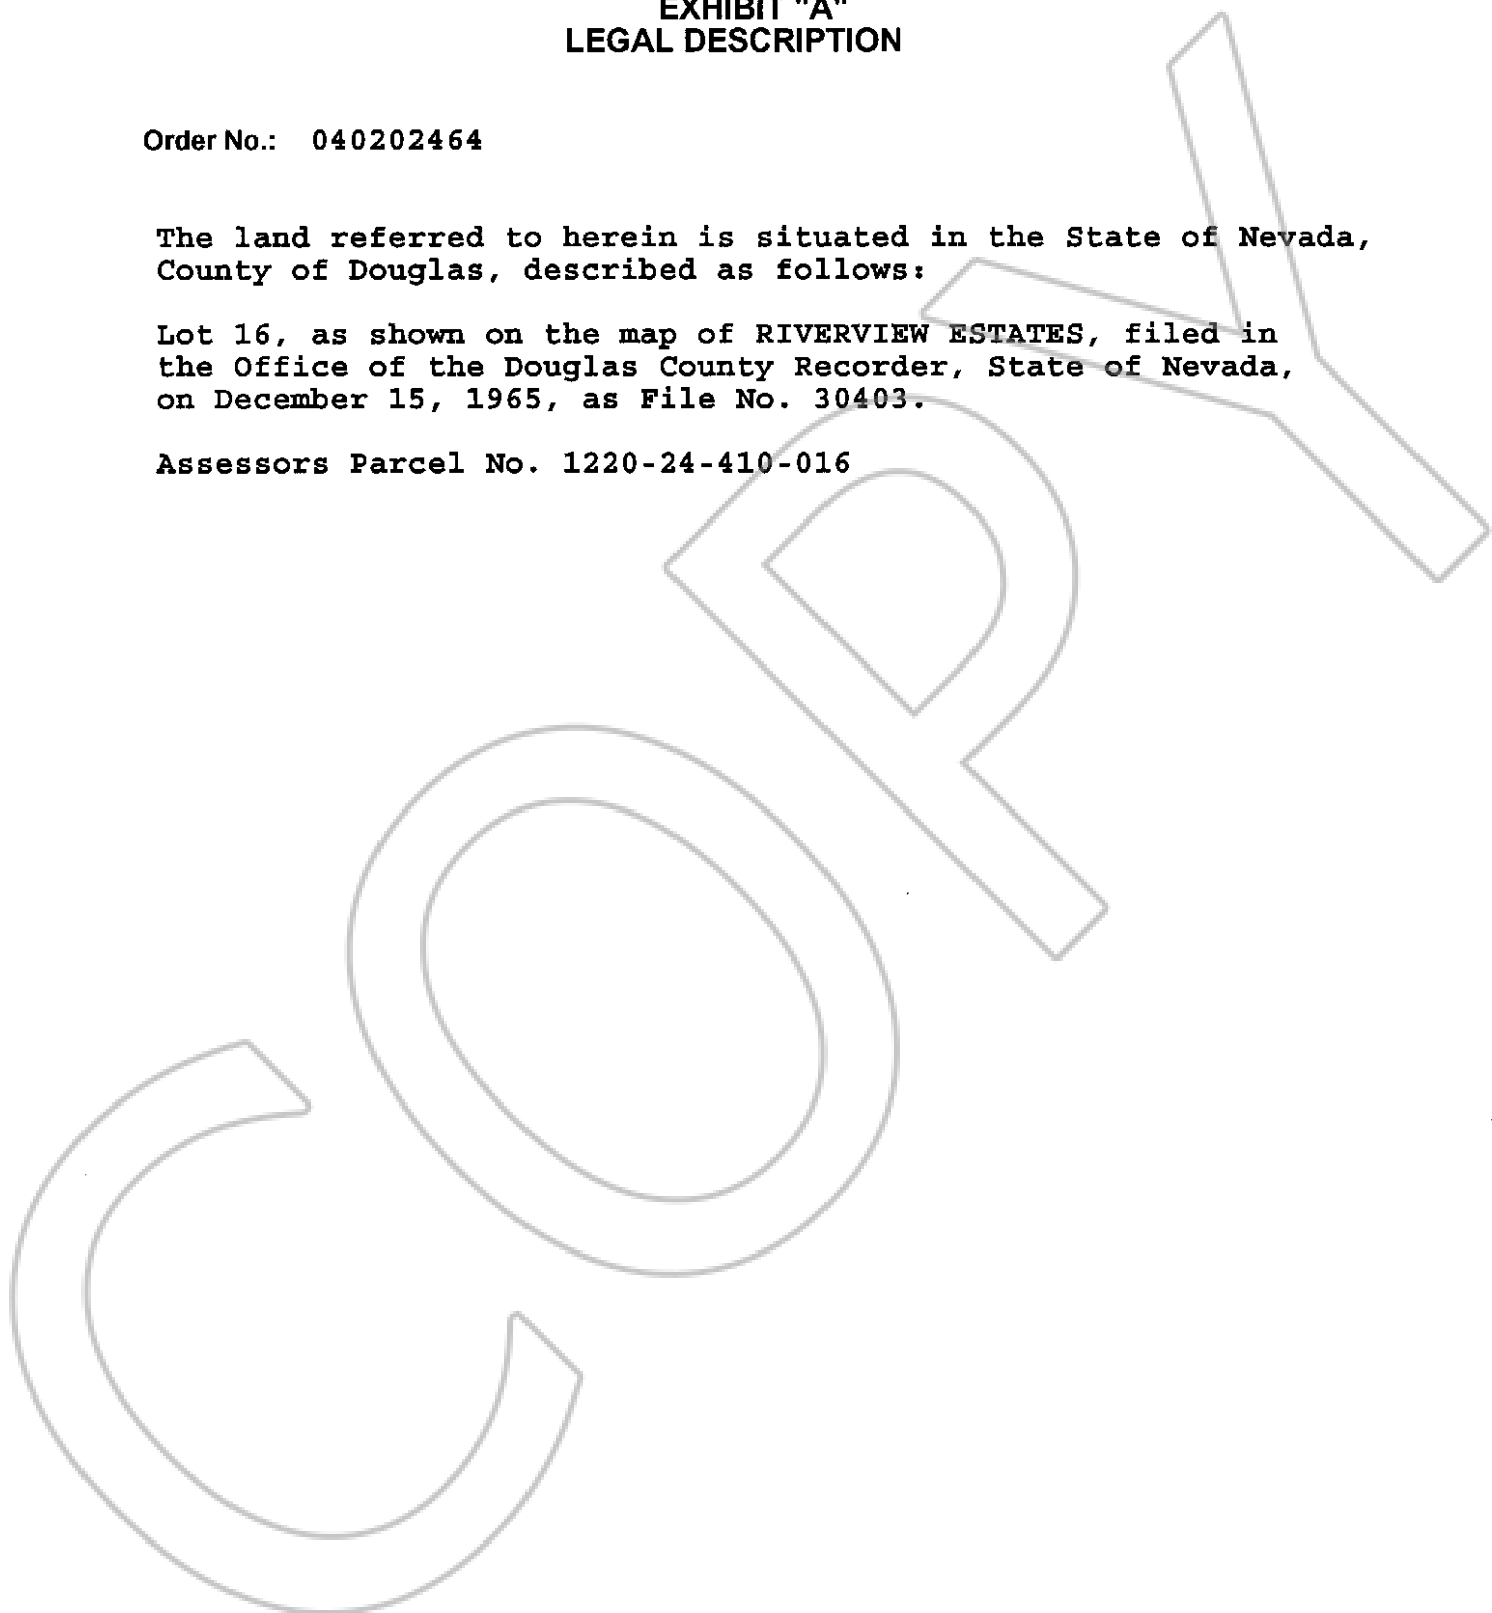 EXHIBIT "A"
LEGAL DESCRIPTION
Order No.: 040202464
The land referred to herein is situated in the State of Nevada,
County of Douglas, described as follows:
Lot 16, as shown on the map of RIVERVIEW ESTATES, filed in
the Office of the Douglas County Recorder, State of Nevada,
on December 15, 1965, as File No. 30403.
Assessors Parcel No. 1220-24-410-016
COPY